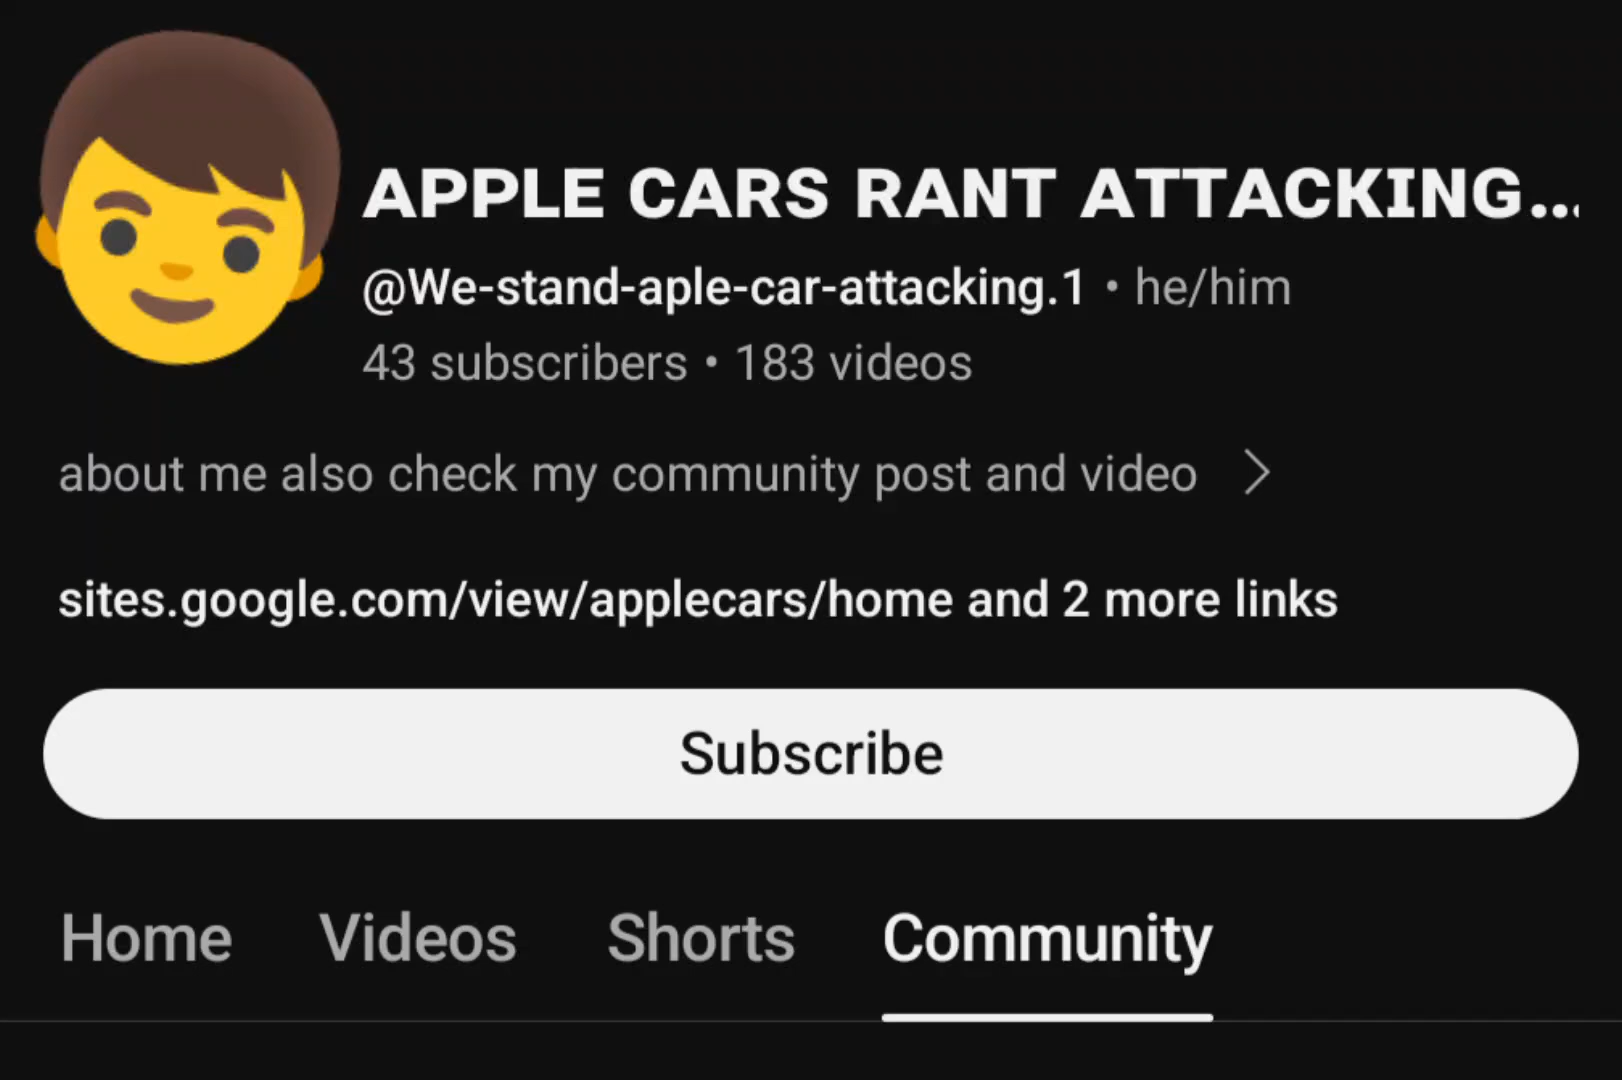 APPLE CARS RANT ATTACKING...
@We-stand-aple-car-attacking.1 • he/him
43 subscribers • 183 videos
about me also check my community post and video
sites.google.com/view/applecars/home and 2 more links
Subscribe
Home Videos Shorts Community